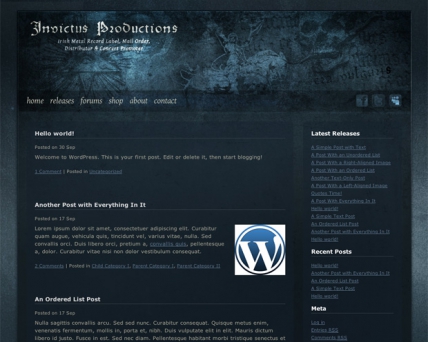 Invictus Productions
Irish Metal Record Label, Mail Order,
Distributor & Concert Promoter
home releases forums shop about contact
Hello world!
Posted on 30 Sep
Welcome to WordPress. This is your first post. Edit or delete it, then start blogging!
1 Comment | Posted in Uncategorized
Another Post with Everything In It
Posted on 17 Sep
Lorem ipsum dolor sit amet, consectetuer adipiscing elit. Curabitur
quam augue, vehicula quis, tincidunt vel, varius vitae, nulla. Sed
convallis orci. Duis libero orci, pretium a, convallis quis, pellentesque
a, dolor. Curabitur vitae nisi non dolor vestibulum consequat.
2 Comments | Posted in Child Category 1, Parent Category 1, Parent Category II
An Ordered List Post
Posted on 17 Sep
Nulla sagittis convallis arcu. Sed sed nunc. Curabitur consequat. Quisque metus enim,
venenatis fermentum, mollis in, porta et, nibh. Duis vulputate elit in elit. Mauris dictum
libero id justo. Fusce in est. Sed nec diam. Pellentesque habitant morbi tristique senectus et
Latest Releases
A Simple Post with Text
A Post With an Unordered List
A Post With a Right-Aligned Image
A Post With an Ordered List
Another Text-Only Post
A Post With a Left-Aligned Image
Quotes Time!
A Post With Everything In It
Hello world!
A Simple Text Post
An Ordered List Post
Another Post with Everything In It
Hello world!
Recent Posts
Hello world!
Another Post with Everything In It
An Ordered List Post
A Simple Text Post
Hello world!
Meta
Log in
Entries RSS
Comments RSS